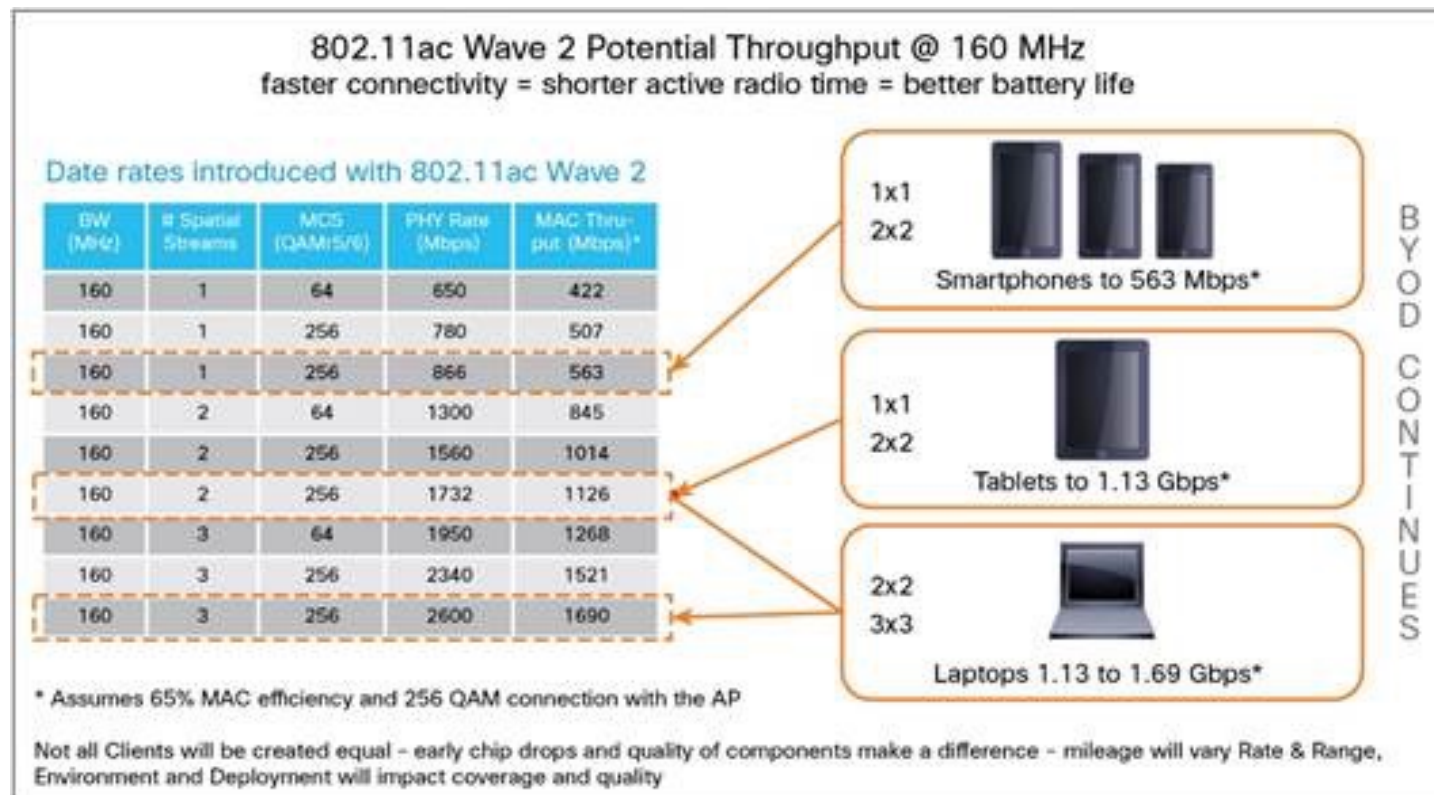 802.11ac Wave 2 Potential Throughput @ 160 MHz
faster connectivity = shorter active radio time = better battery life
Date rates introduced with 802.11ac Wave 2
BW (MHz) # Spatial Streams MCS (QAMr5/6) PHY Rate (Mbps) MAC Thru-put (Mbps)*
160 1 64 650 422
160 1 256 780 507
160 1 256 866 563
160 2 64 1300 845
160 2 256 1560 1014
160 2 256 1732 1126
160 3 64 1950 1268
160 3 256 2340 1521
160 3 256 2600 1690
1x1
2x2
Smartphones to 563 Mbps*
1x1
2x2
Tablets to 1.13 Gbps*
2x2
3x3
Laptops 1.13 to 1.69 Gbps*
BYOD CONTINUES
* Assumes 65% MAC efficiency and 256 QAM connection with the AP
Not all Clients will be created equal – early chip drops and quality of components make a difference – mileage will vary Rate & Range,
Environment and Deployment will impact coverage and quality